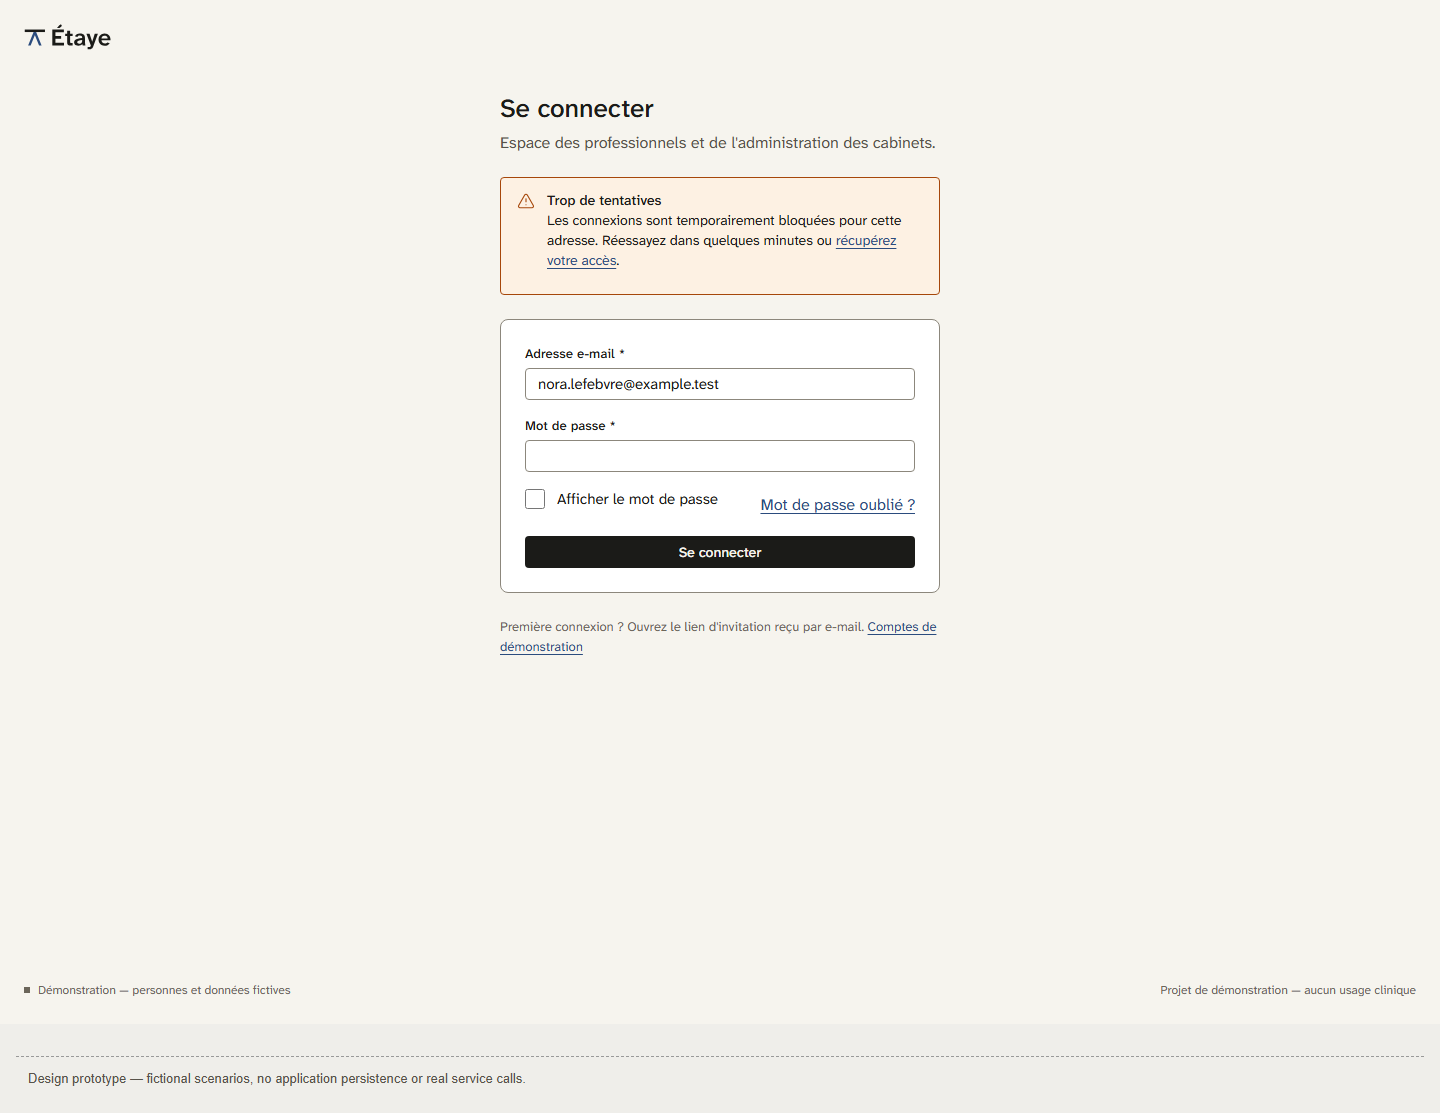 Étaye
Se connecter
Espace des professionnels et de l'administration des cabinets.
Trop de tentatives
Les connexions sont temporairement bloquées pour cette
adresse. Réessayez dans quelques minutes ou récupérez
votre accès.
Adresse e-mail *
nora.lefebvre@example.test
Mot de passe *
Afficher le mot de passe
Mot de passe oublié ?
Se connecter
Première connexion ? Ouvrez le lien d'invitation reçu par e-mail. Comptes de
démonstration
Démonstration — personnes et données fictives
Projet de démonstration — aucun usage clinique
Design prototype — fictional scenarios, no application persistence or real service calls.